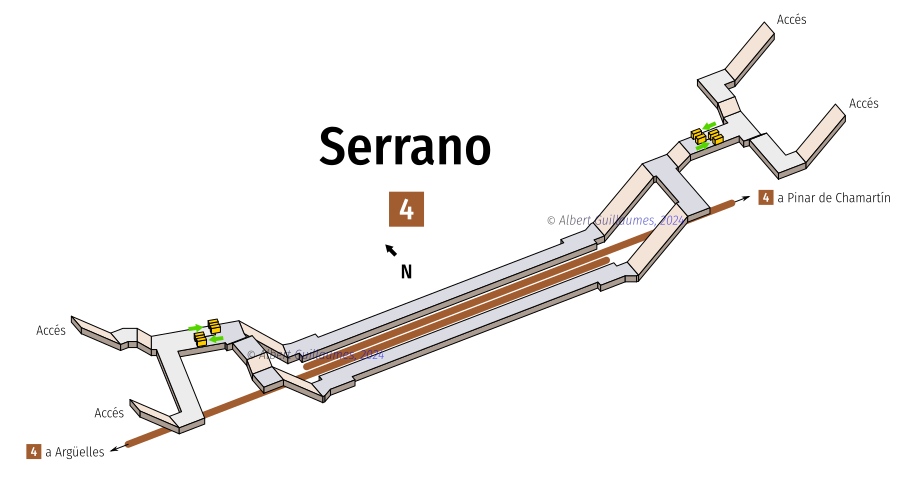 Accés
Serrano
Accés
4
4 a Pinar de Chamartín
© Albert Guillaumes, 2024
N
Accés
© Albert Guillaumes, 2024
Accés
4 a Argüelles